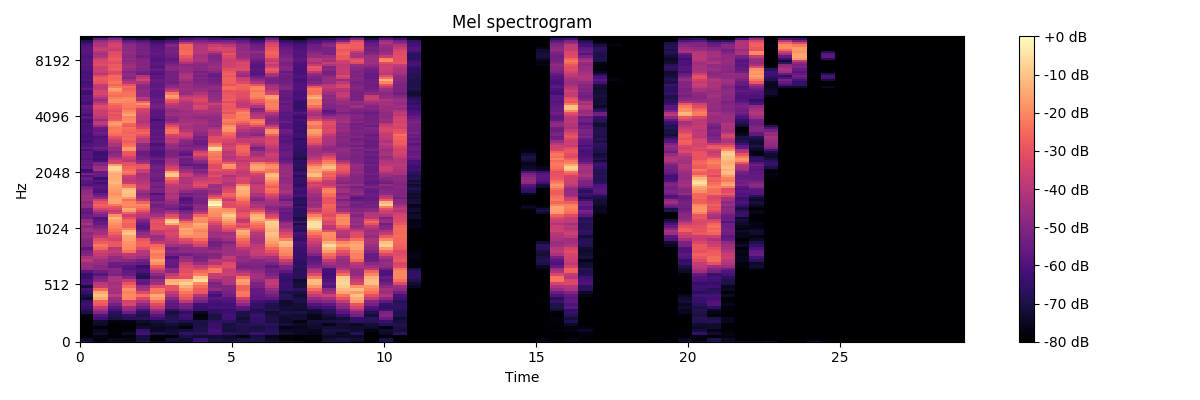 Mel spectrogram
Hz
8192
4096
2048
1024
512
0
0 5 10 15 20 25
Time
+0 dB
-10 dB
-20 dB
-30 dB
-40 dB
-50 dB
-60 dB
-70 dB
-80 dB